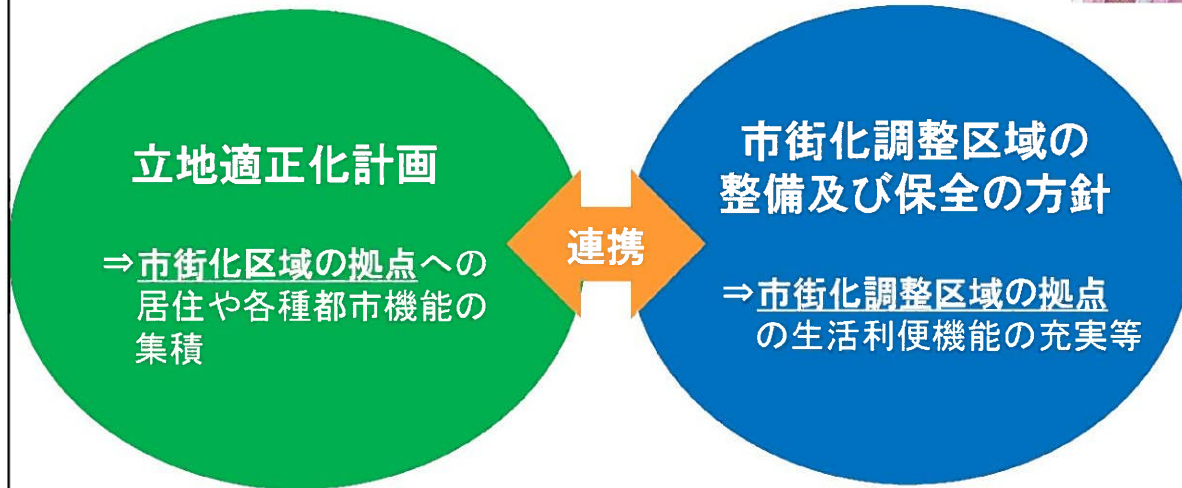 立地適正化計画
⇒市街化区域の拠点への
居住や各種都市機能の
集積
連携
市街化調整区域の
整備及び保全の方針
⇒市街化調整区域の拠点
の生活利便機能の充実等